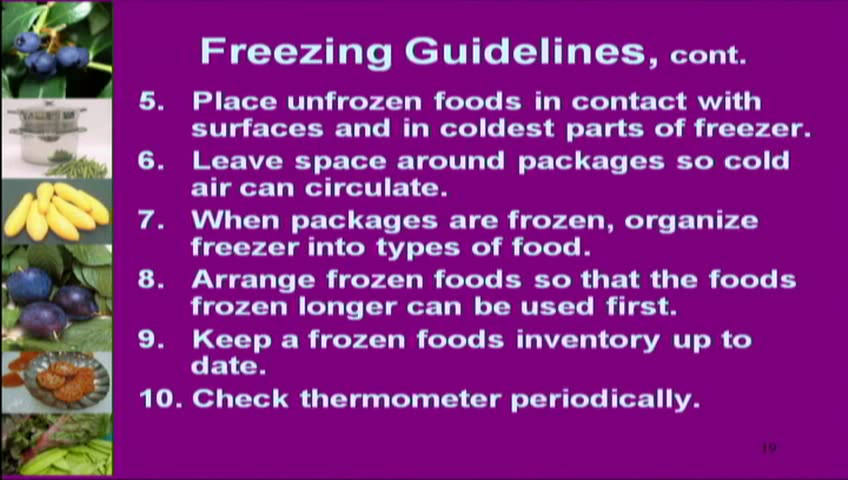 Freezing Guidelines, cont.
5. Place unfrozen foods in contact with
surfaces and in coldest parts of freezer.
6. Leave space around packages so cold
air can circulate.
7. When packages are frozen, organize
freezer into types of food.
8. Arrange frozen foods so that the foods
frozen longer can be used first.
9. Keep a frozen foods inventory up to
date.
10. Check thermometer periodically.
19